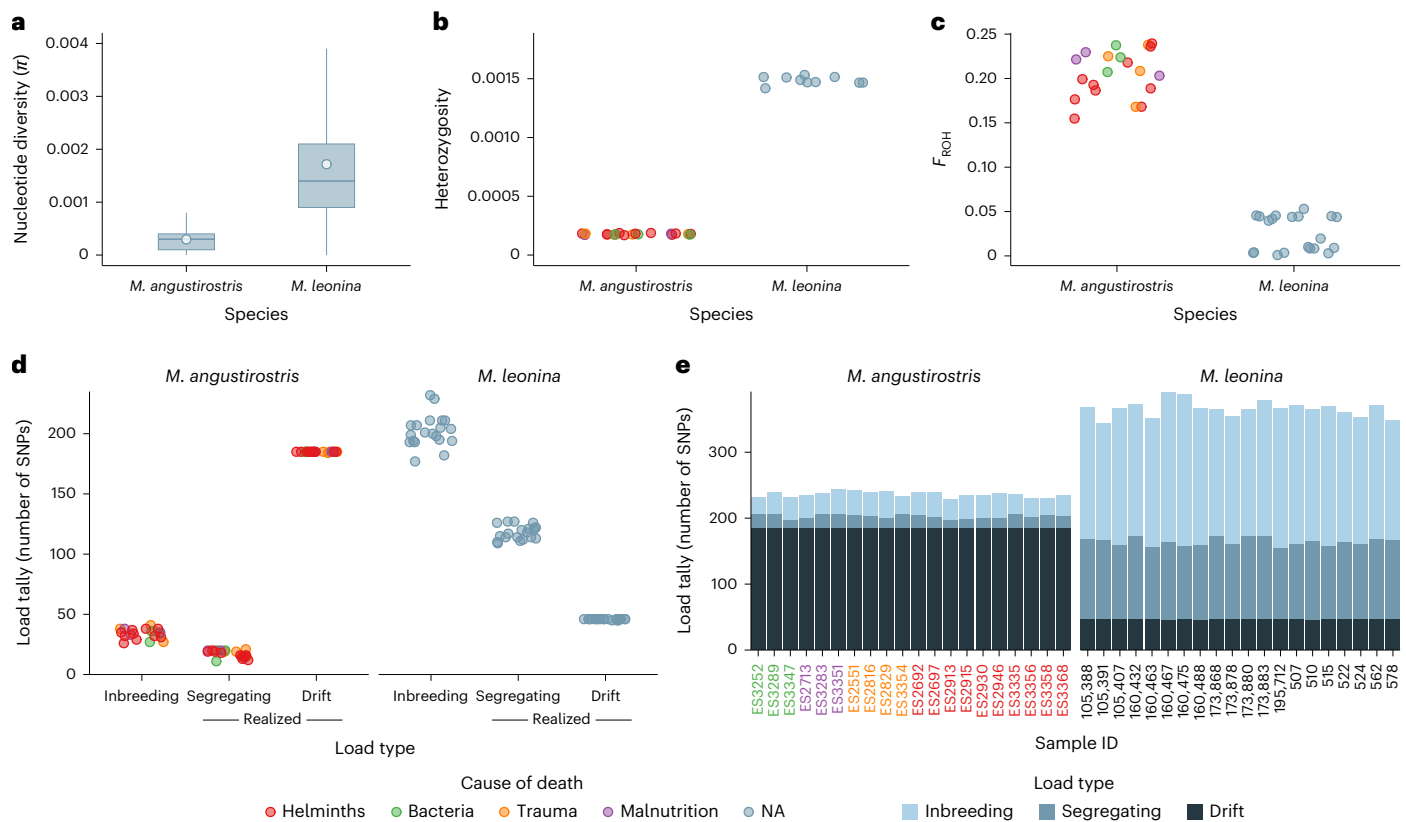 a
Nucleotide diversity (π)
0.004
0.003
0.002
0.001
0
M. angustirostris
M. leonina
Species
b
Heterozygosity
0.0015
0.0010
0.0005
0
M. angustirostris
M. leonina
Species
c
F_ROH
0.25
0.20
0.15
0.10
0.05
0
M. angustirostris
M. leonina
Species
d
M. angustirostris
M. leonina
Load tally (number of SNPs)
200
150
100
50
0
Inbreeding
Segregating
Drift
Realized
Inbreeding
Segregating
Drift
Realized
Load type
e
M. angustirostris
M. leonina
Load tally (number of SNPs)
300
200
100
0
ES3252
ES3289
ES3347
ES2713
ES3283
ES3351
ES2551
ES2816
ES2829
ES3354
ES2692
ES2697
ES2913
ES2915
ES2930
ES2946
ES3335
ES3356
ES3358
ES3368
105,388
105,391
105,407
160,432
160,463
160,467
160,475
160,488
173,868
173,878
173,880
173,883
195,712
507
510
515
522
524
562
578
Sample ID
Cause of death
Helminths
Bacteria
Trauma
Malnutrition
NA
Load type
Inbreeding
Segregating
Drift